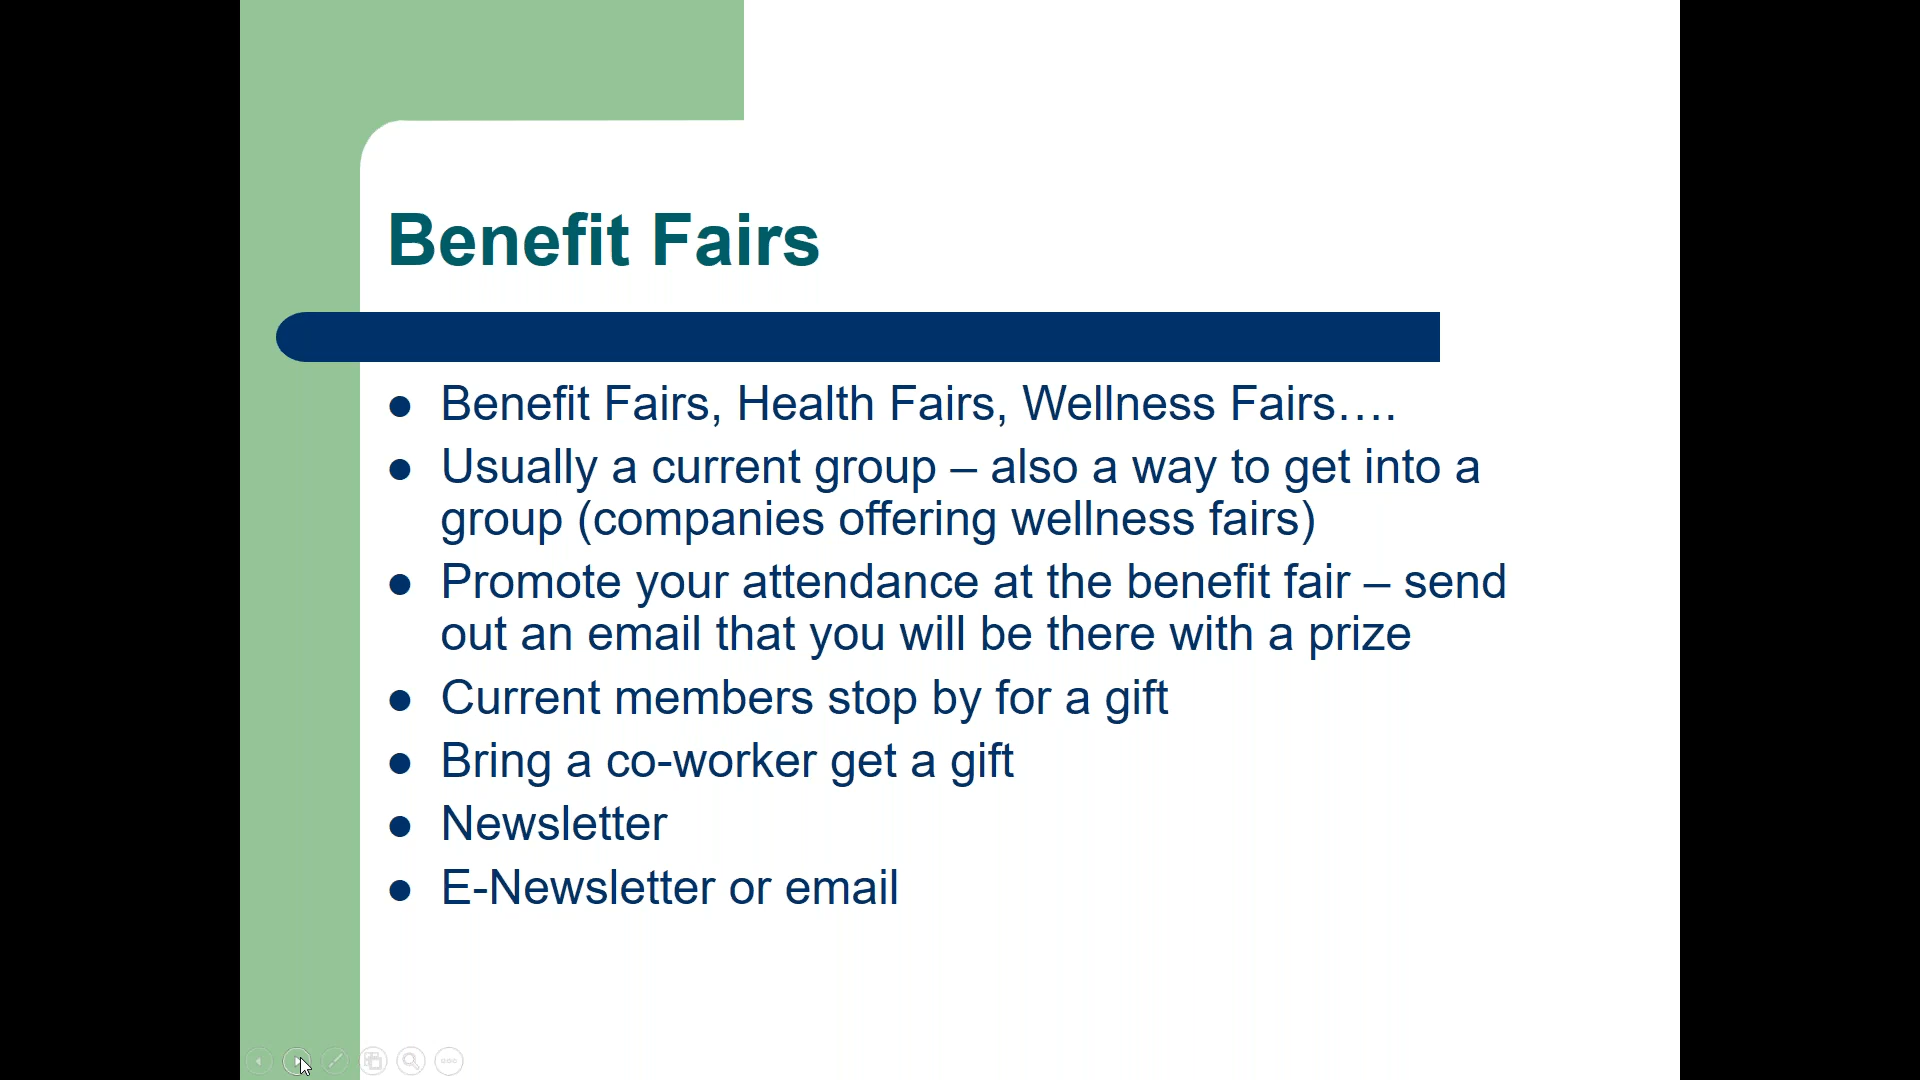 Benefit Fairs
● Benefit Fairs, Health Fairs, Wellness Fairs….
● Usually a current group – also a way to get into a
group (companies offering wellness fairs)
● Promote your attendance at the benefit fair – send
out an email that you will be there with a prize
● Current members stop by for a gift
● Bring a co-worker get a gift
● Newsletter
● E-Newsletter or email